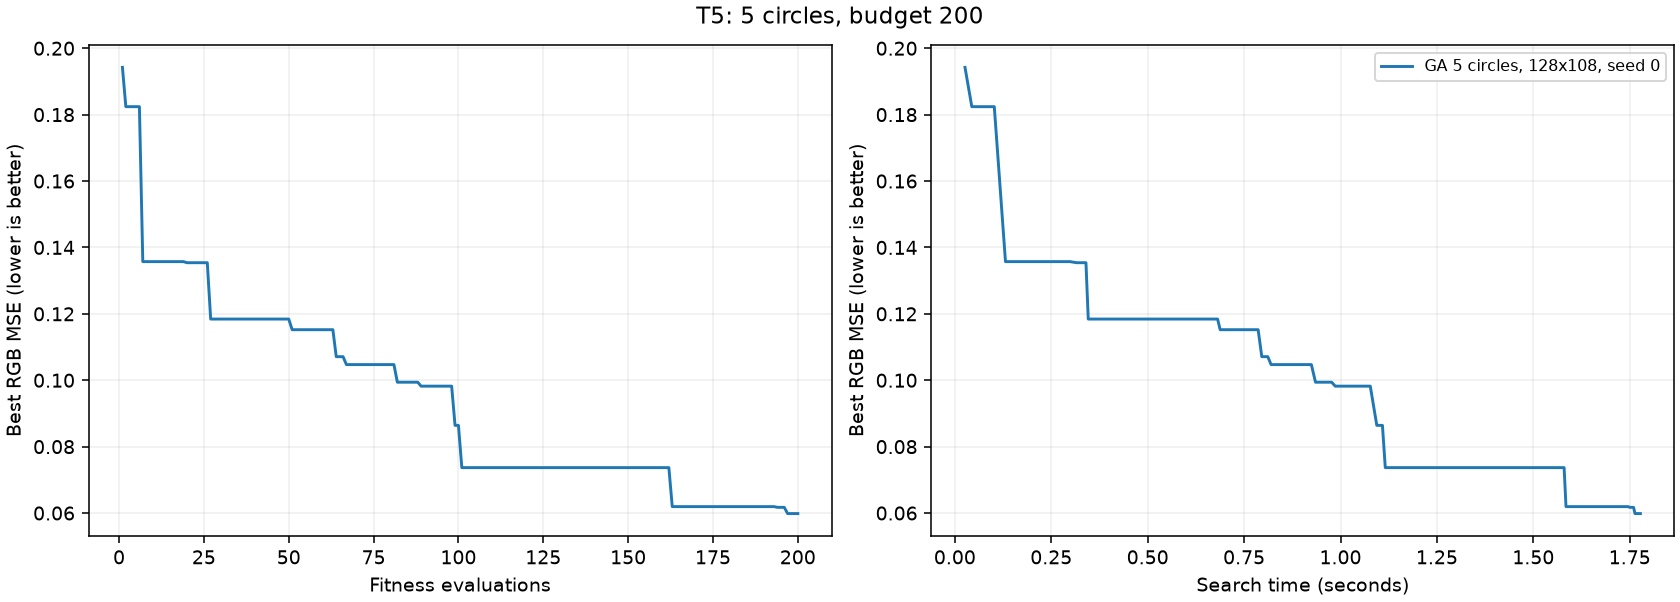 T5: 5 circles, budget 200
Best RGB MSE (lower is better)
0.20
0.18
0.16
0.14
0.12
0.10
0.08
0.06
0 25 50 75 100 125 150 175 200
Fitness evaluations
Best RGB MSE (lower is better)
0.20
0.18
0.16
0.14
0.12
0.10
0.08
0.06
GA 5 circles, 128x108, seed 0
0.00 0.25 0.50 0.75 1.00 1.25 1.50 1.75
Search time (seconds)